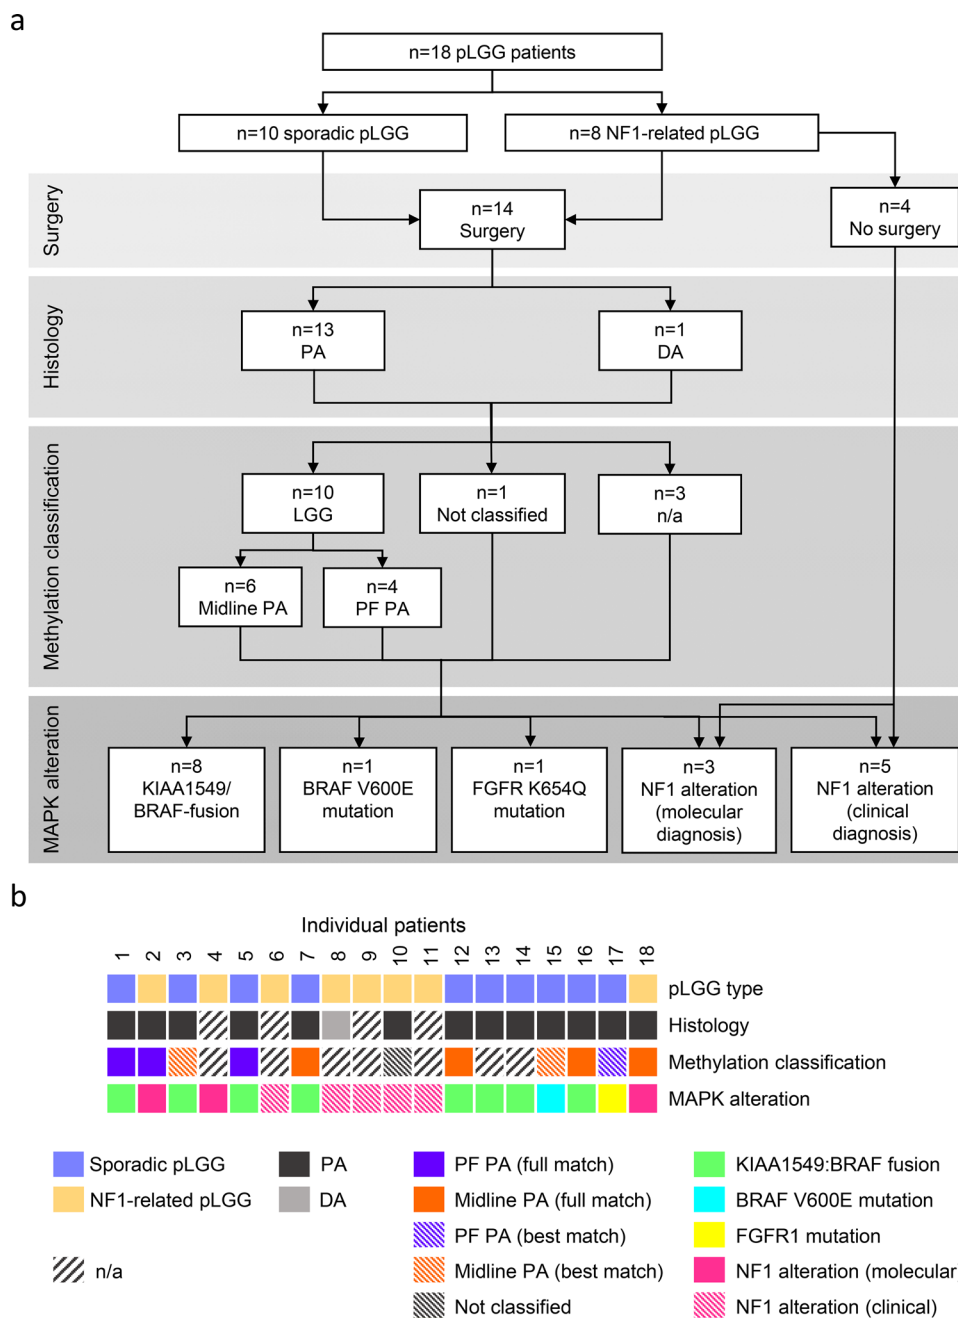 a
n=18 pLGG patients
n=10 sporadic pLGG
n=8 NF1-related pLGG
Surgery
n=14
Surgery
n=4
No surgery
Histology
n=13
PA
n=1
DA
Methylation classification
n=10
LGG
n=1
Not classified
n=3
n/a
n=6
Midline PA
n=4
PF PA
MAPK alteration
n=8
KIAA1549/
BRAF-fusion
n=1
BRAF V600E
mutation
n=1
FGFR K654Q
mutation
n=3
NF1 alteration
(molecular
diagnosis)
n=5
NF1 alteration
(clinical
diagnosis)
b
Individual patients
1 2 3 4 5 6 7 8 9 10 11 12 13 14 15 16 17 18
pLGG type
Histology
Methylation classification
MAPK alteration
Sporadic pLGG
NF1-related pLGG
n/a
PA
DA
PF PA (full match)
Midline PA (full match)
PF PA (best match)
Midline PA (best match)
Not classified
KIAA1549:BRAF fusion
BRAF V600E mutation
FGFR1 mutation
NF1 alteration (molecular
NF1 alteration (clinical)